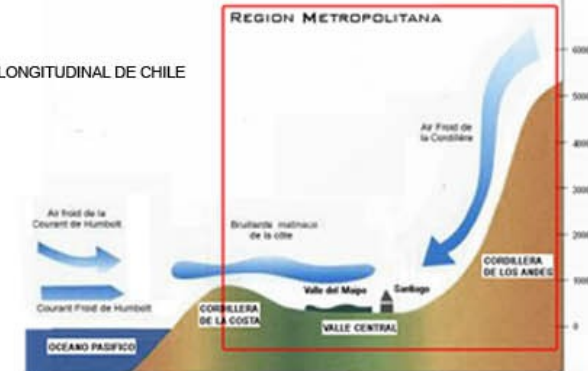 REGION METROPOLITANA
LONGITUDINAL DE CHILE
6000
5000
4000
3000
2000
1000
0
Air Froid de
la Cordillère
Air froid de la
Courant de Humbolt
Brouillards matinaux
de la côte
Courant Froid de Humbolt
Valle del Maipo
Santiago
CORDILLERA
DE LOS ANDES
CORDILLERA
DE LA COSTA
VALLE CENTRAL
OCEANO PASIFICO